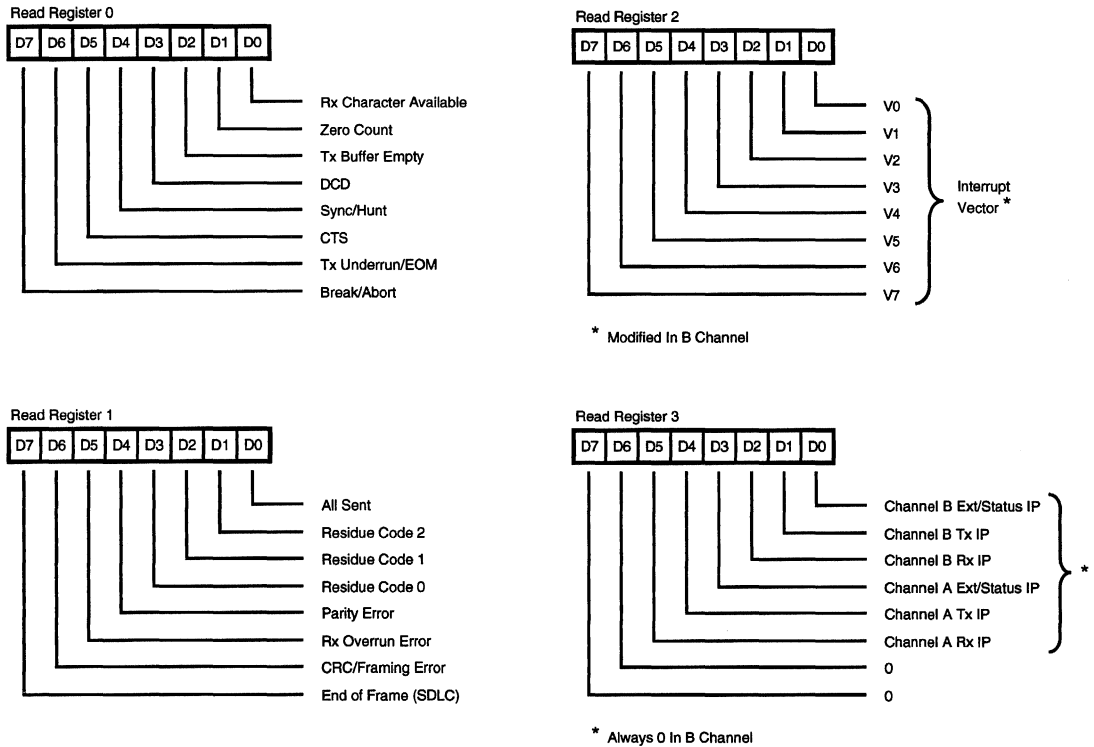 Read Register 0
D7 D6 D5 D4 D3 D2 D1 D0
Rx Character Available
Zero Count
Tx Buffer Empty
DCD
Sync/Hunt
CTS
Tx Underrun/EOM
Break/Abort
Read Register 2
D7 D6 D5 D4 D3 D2 D1 D0
V0
V1
V2
V3
V4
V5
V6
V7
Interrupt
Vector *
* Modified In B Channel
Read Register 1
D7 D6 D5 D4 D3 D2 D1 D0
All Sent
Residue Code 2
Residue Code 1
Residue Code 0
Parity Error
Rx Overrun Error
CRC/Framing Error
End of Frame (SDLC)
Read Register 3
D7 D6 D5 D4 D3 D2 D1 D0
Channel B Ext/Status IP
Channel B Tx IP
Channel B Rx IP
Channel A Ext/Status IP
Channel A Tx IP
Channel A Rx IP
0
0
*
* Always 0 In B Channel